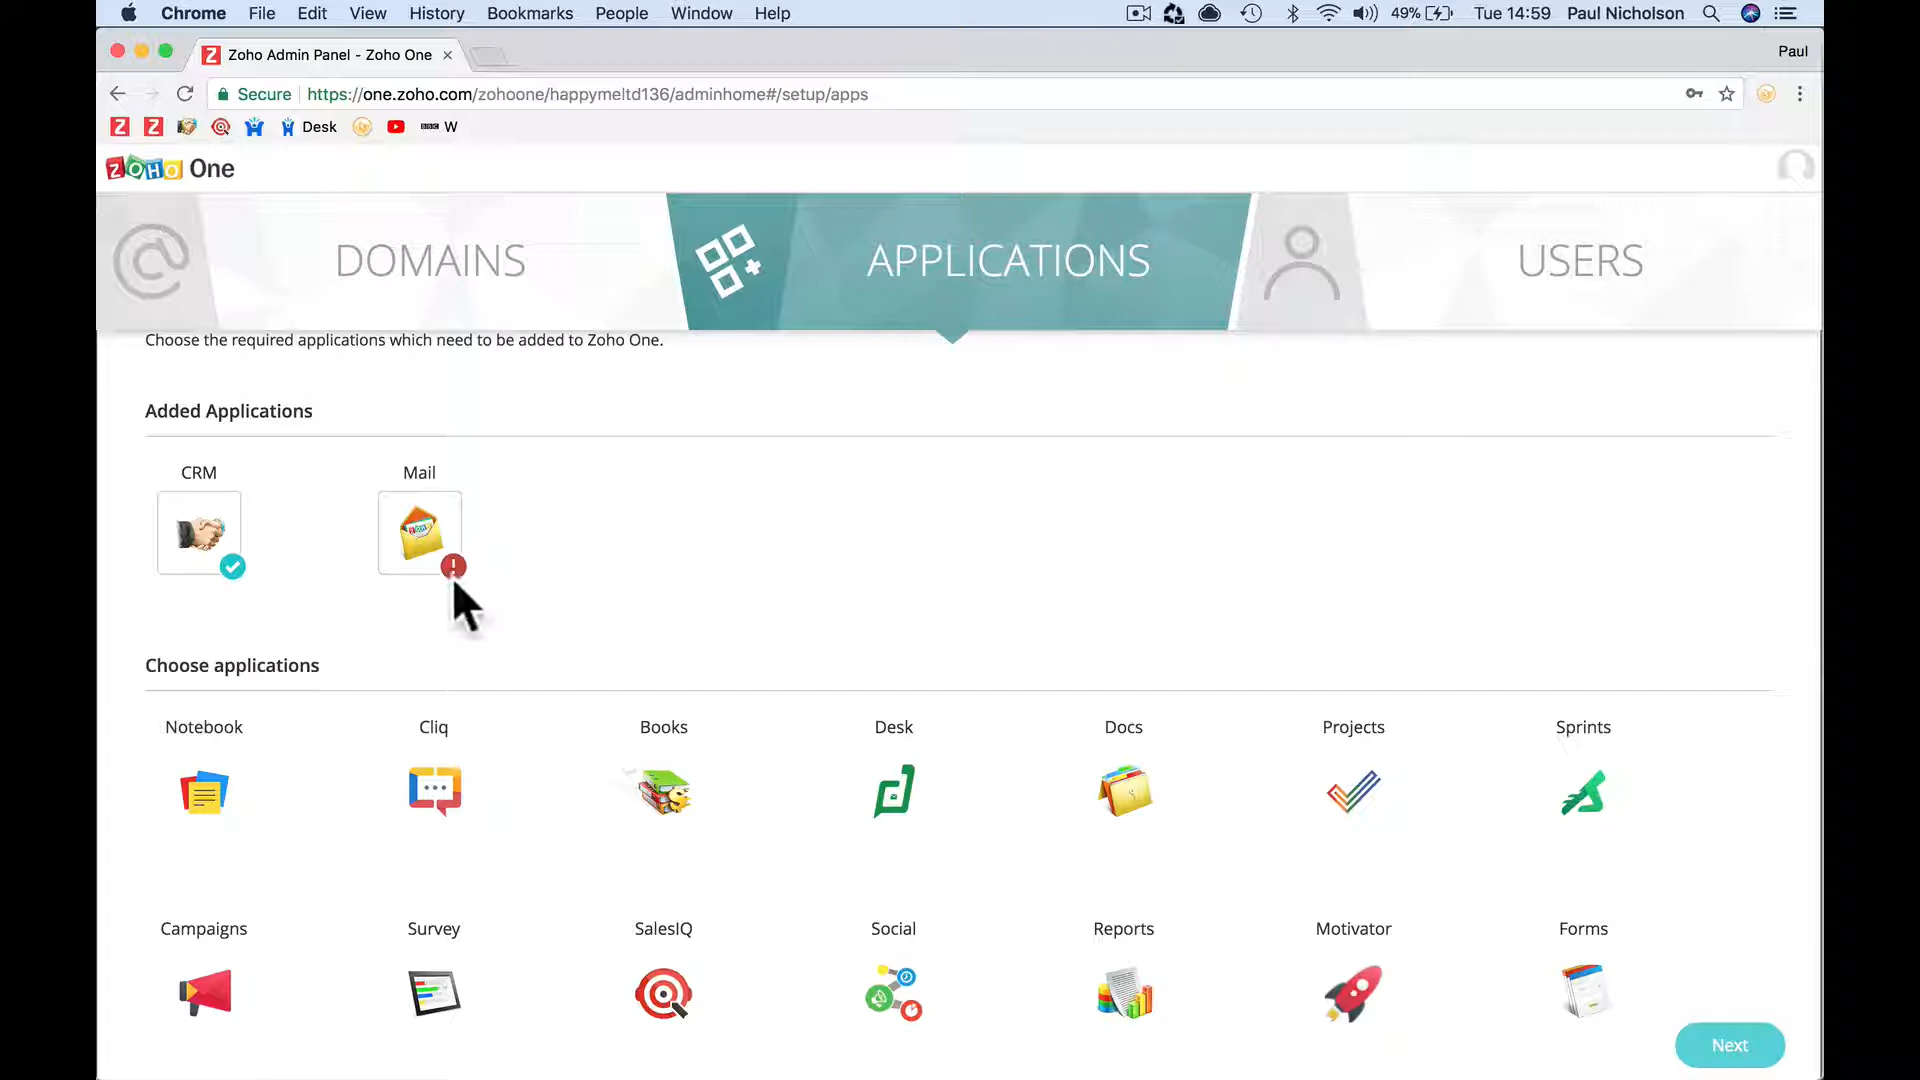 Chrome File Edit View History Bookmarks People Window Help 49% Tue 14:59 Paul Nicholson
Zoho Admin Panel - Zoho One Paul
Secure https://one.zoho.com/zohoone/happymeltd136/adminhome#/setup/apps
Desk BBC W
ZOHO One
DOMAINS APPLICATIONS USERS
Choose the required applications which need to be added to Zoho One.
Added Applications
CRM Mail
Choose applications
Notebook Cliq Books Desk Docs Projects Sprints
Campaigns Survey SalesIQ Social Reports Motivator Forms
Next